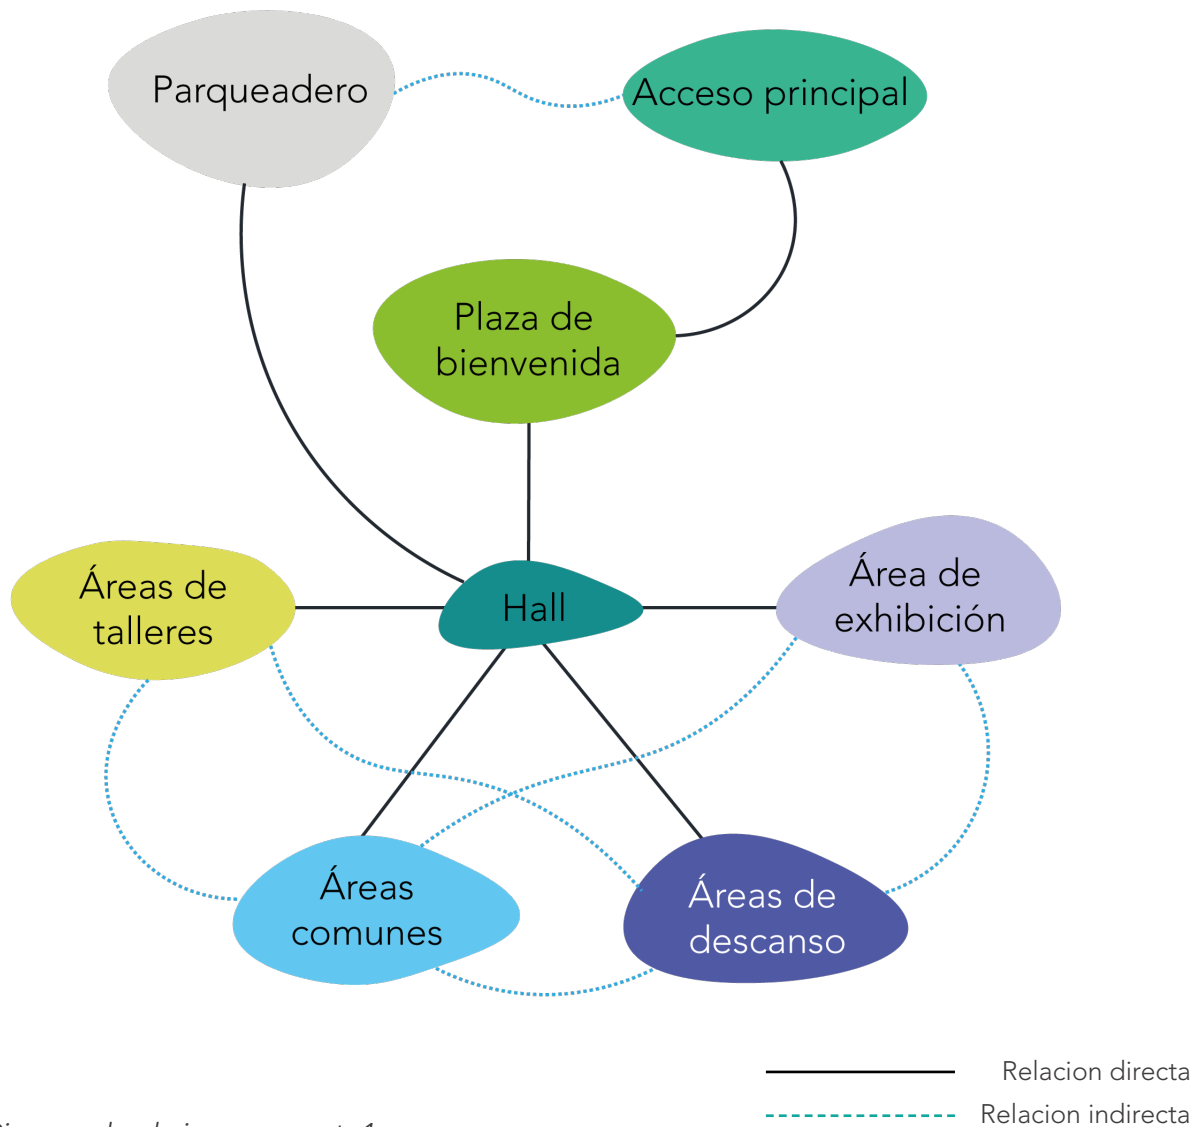 Parqueadero
Acceso principal
Plaza de
bienvenida
Áreas de
talleres
Hall
Área de
exhibición
Áreas
comunes
Áreas de
descanso
Relacion directa
Relacion indirecta